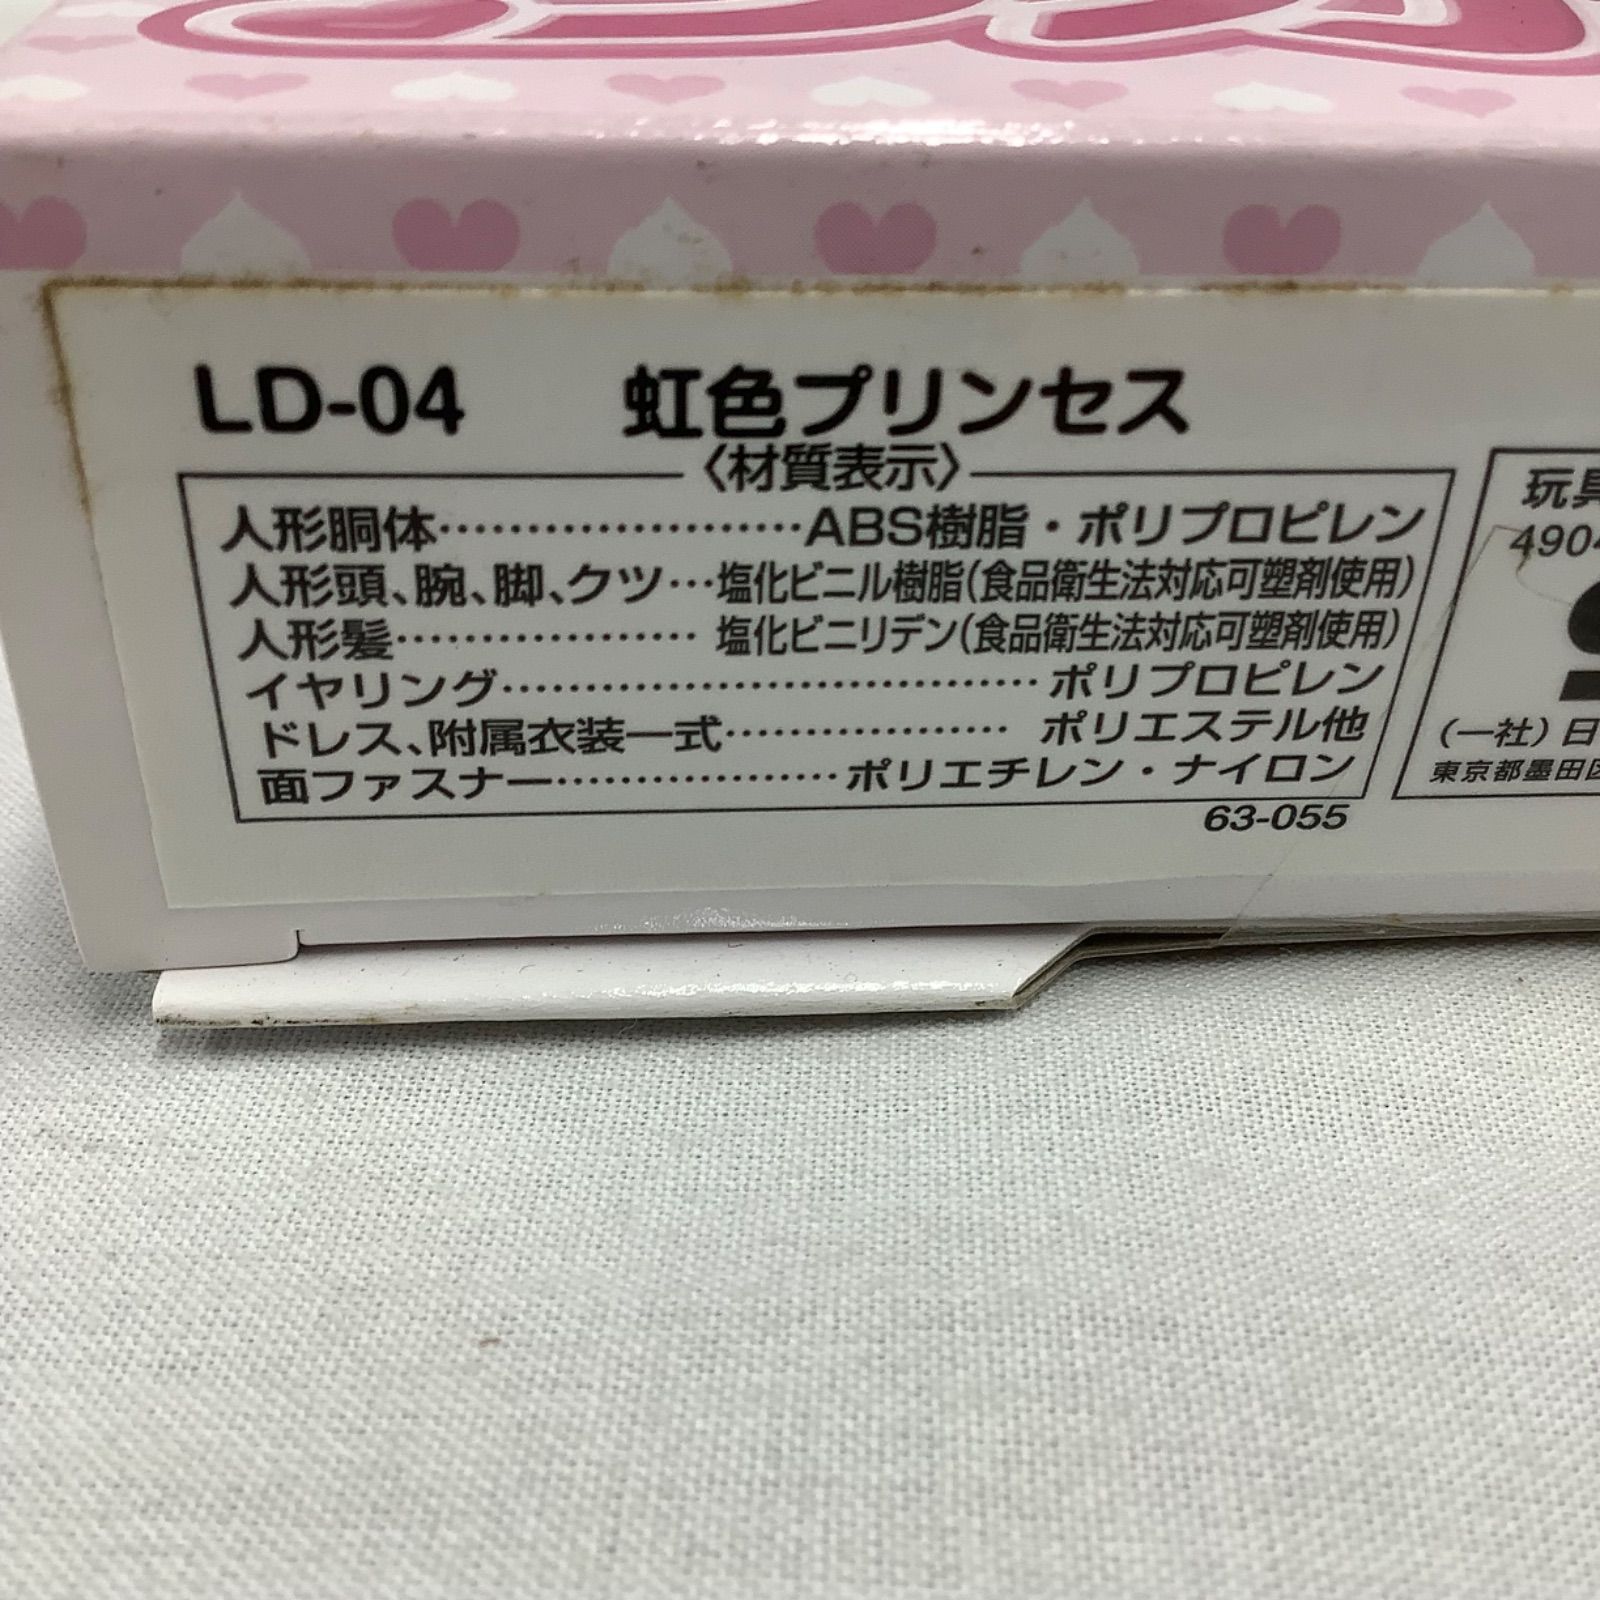 LD-04 虹色プリンセス
〈材質表示〉
人形胴体…………………ABS樹脂・ポリプロピレン
人形頭、腕、脚、クツ…塩化ビニル樹脂(食品衛生法対応可塑剤使用)
人形髪………………塩化ビニリデン(食品衛生法対応可塑剤使用)
イヤリング…………………………ポリプロピレン
ドレス、附属衣装一式……………ポリエステル他
面ファスナー……………ポリエチレン・ナイロン
63-055
玩具
4904
(一社)日
東京都墨田区